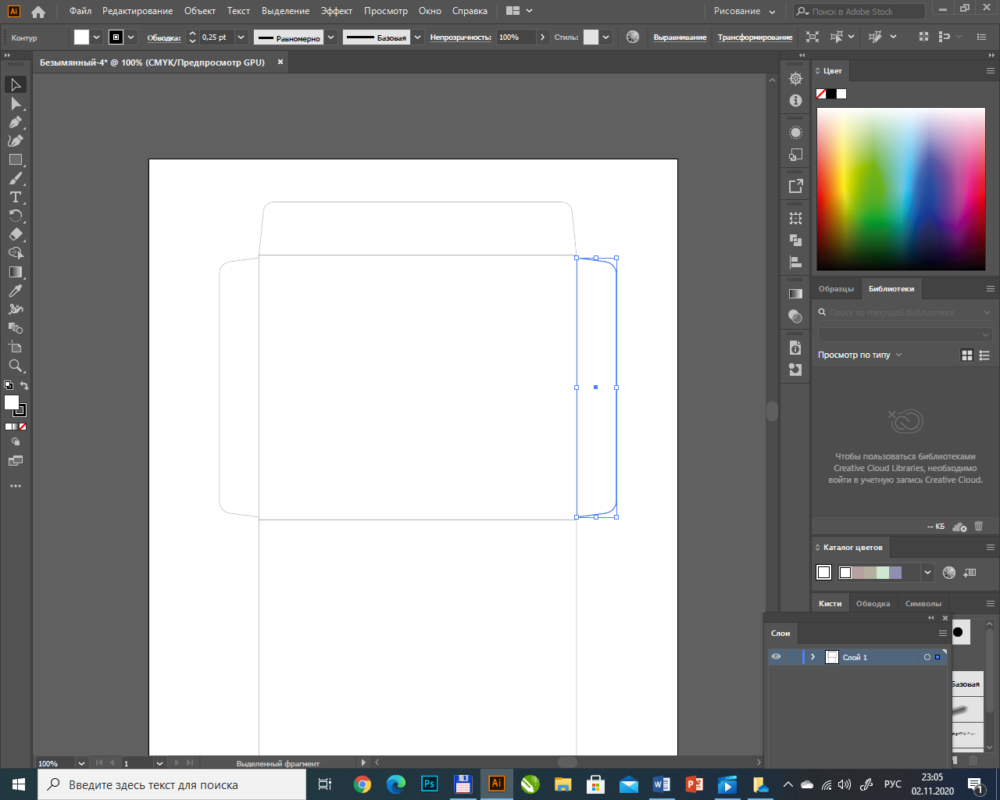 Ai
Файл Редактирование Объект Текст Выделение Эффект Просмотр Окно Справка
Рисование
Поиск в Adobe Stock
Контур
Обводка: 0,25 pt
Равномерно
Базовая
Непрозрачность: 100%
Стиль:
Выравнивание
Трансформирование
Безымянный-4* @ 100% (CMYK/Предпросмотр GPU)
Цвет
Образцы Библиотеки
Поиск по текущей библиотеке
Просмотр по типу
Чтобы пользоваться библиотеками
Creative Cloud Libraries, необходимо
войти в учетную запись Creative Cloud.
-- КБ
Каталог цветов
Кисти Обводка Символы
Слои
Слой 1
Базовая
100%
1
Выделенный фрагмент
Введите здесь текст для поиска
Ps
Ai
РУС
23:05
02.11.2020
1